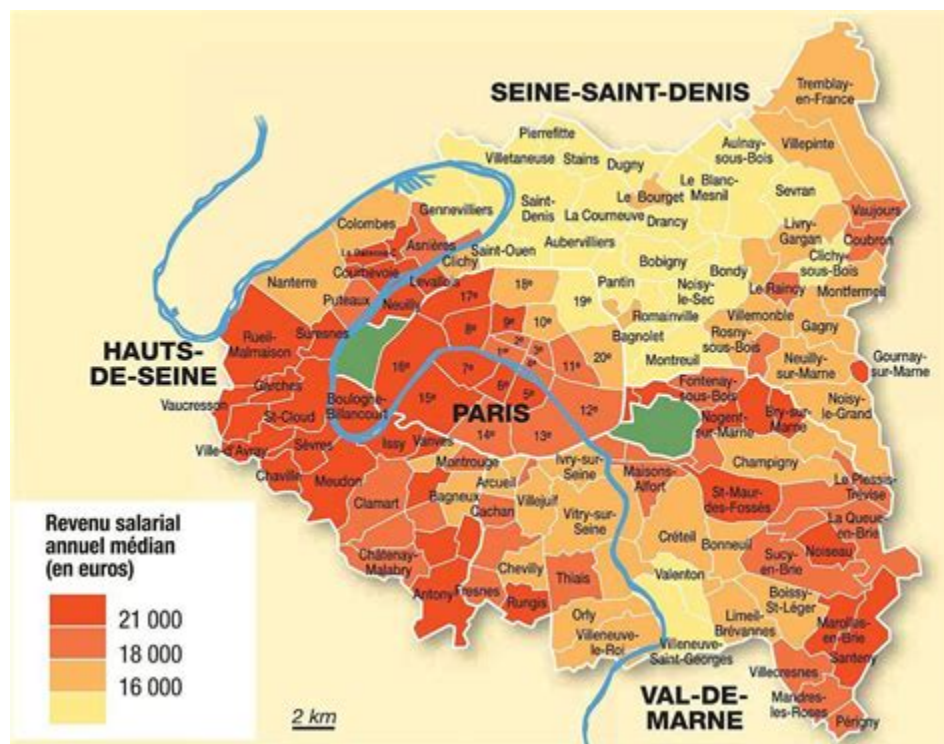 SEINE-SAINT-DENIS
Tremblay-
en-France
Pierrefitte
Villetaneuse
Stains
Dugny
Aulnay-
sous-Bois
Villepinte
Le Bourget
Le Blanc-
Mesnil
Sevran
Saint-
Denis
La Courneuve
Drancy
Vaujours
Colombes
Gennevilliers
Livry-
Gargan
Coubron
Asnières
Saint-Ouen
Aubervilliers
Clichy
Bobigny
Clichy-
sous-Bois
Courbevoie
Levallois
Pantin
Bondy
Nanterre
Noisy-
le-Sec
Le Raincy
Montfermeil
Puteaux
Neuilly
17e
18e
19e
Romainville
Villemonble
Gagny
Suresnes
8e
9e
10e
Bagnolet
Rosny-
sous-Bois
Rueil-
Malmaison
2e
3e
1er
4e
Montreuil
Neuilly-
sur-Marne
Gournay-
sur-Marne
HAUTS-
DE-SEINE
16e
7e
11e
20e
Garches
6e
5e
Fontenay-
sous-Bois
Vaucresson
St-Cloud
Boulogne-
Billancourt
15e
PARIS
12e
Nogent-
sur-Marne
Bry-sur-
Marne
Noisy-
le-Grand
Ville-d'Avray
Sèvres
Issy
Vanves
14e
13e
Chaville
Meudon
Montrouge
Ivry-sur-
Seine
Maisons-
Alfort
Champigny
Clamart
Bagneux
Arcueil
Cachan
Villejuif
St-Maur-
des-Fossés
Le Plessis-
Trévise
Vitry-sur-
Seine
La Queue-
en-Brie
Créteil
Bonneuil
Noiseau
Châtenay-
Malabry
Chevilly
Sucy-
en-Brie
Thiais
Valenton
Antony
Fresnes
Rungis
Boissy-
St-Léger
Orly
Limeil-
Brévannes
Marolles-
en-Brie
Villeneuve-
le-Roi
Villeneuve-
Saint-Georges
Santeny
Villecresnes
VAL-DE-
MARNE
Mandres-
les-Roses
Périgny
Revenu salarial
annuel médian
(en euros)
21 000
18 000
16 000
2 km